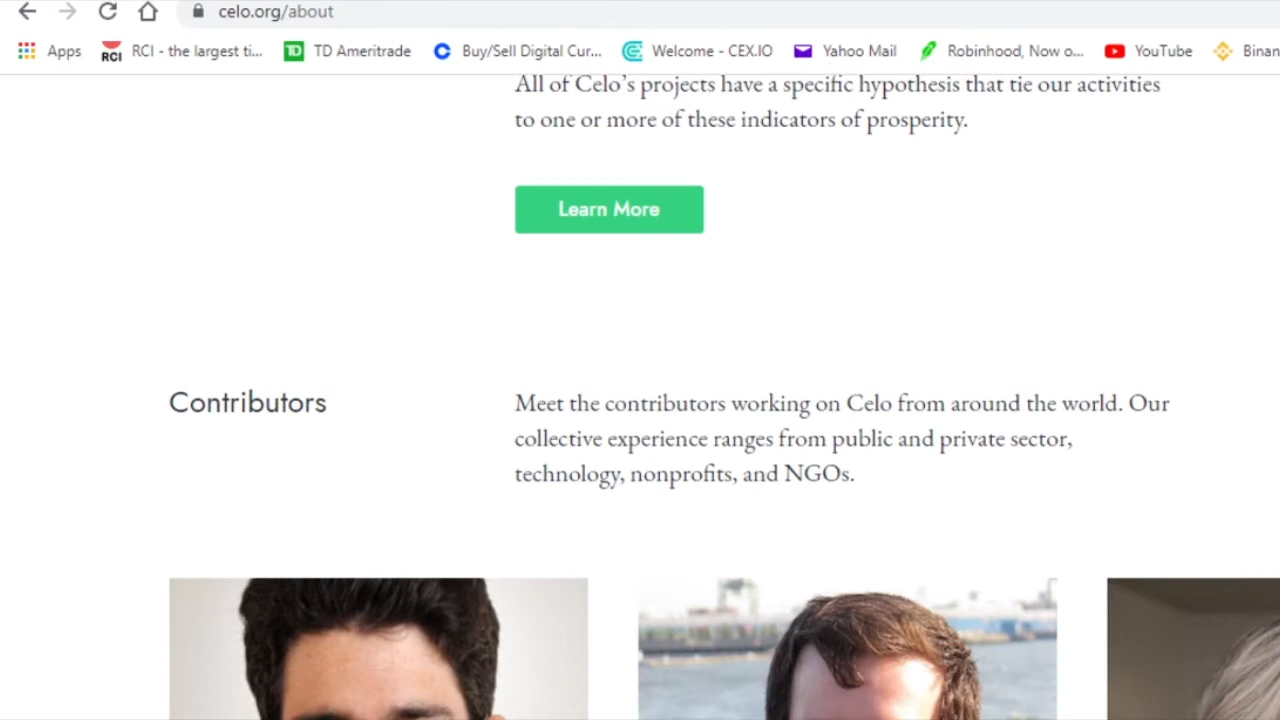 celo.org/about
Apps RCI RCI - the largest ti... TD TD Ameritrade Buy/Sell Digital Cur... Welcome - CEX.IO Yahoo Mail Robinhood, Now o... YouTube Binan
All of Celo’s projects have a specific hypothesis that tie our activities
to one or more of these indicators of prosperity.
Learn More
Contributors
Meet the contributors working on Celo from around the world. Our
collective experience ranges from public and private sector,
technology, nonprofits, and NGOs.